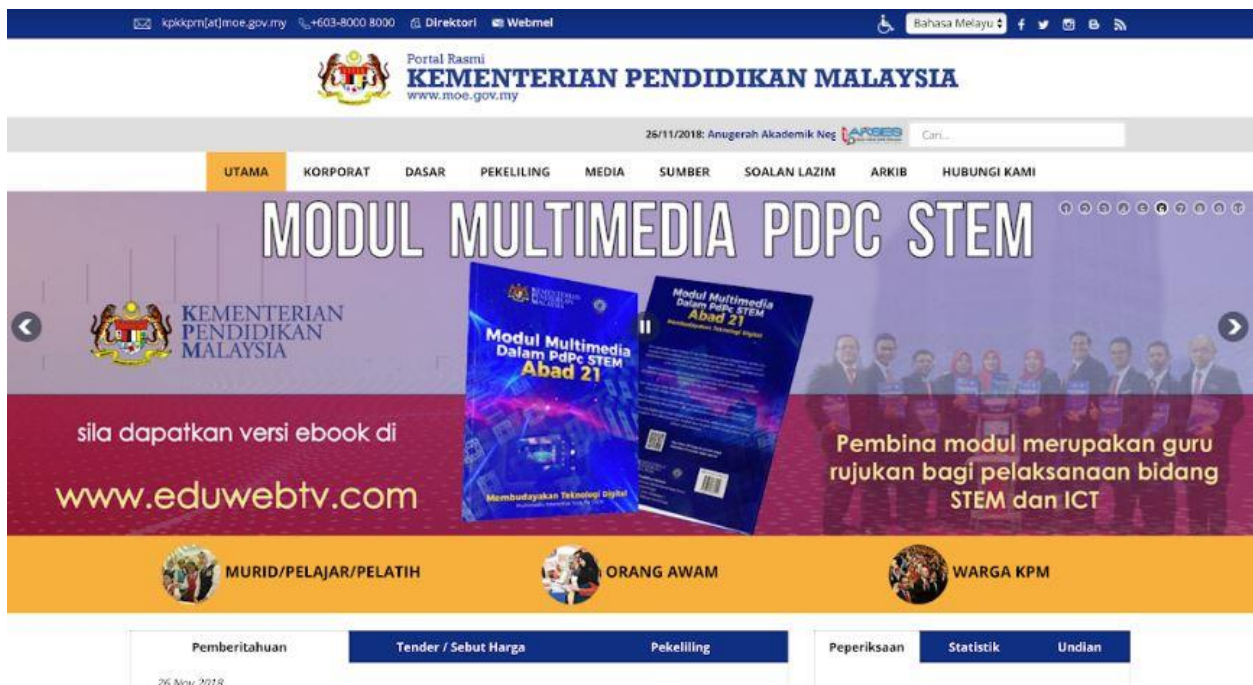 kpkkpm[at]moe.gov.my +603-8000 8000 Direktori Webmel Bahasa Melayu
Portal Rasmi
KEMENTERIAN PENDIDIKAN MALAYSIA
www.moe.gov.my
26/11/2018: Anugerah Akademik Neg Cari...
UTAMA KORPORAT DASAR PEKELILING MEDIA SUMBER SOALAN LAZIM ARKIB HUBUNGI KAMI
MODUL MULTIMEDIA PDPC STEM
KEMENTERIAN
PENDIDIKAN
MALAYSIA
Modul Multimedia
Dalam PdPc STEM
Abad 21
Membudayakan Teknologi Digital
Modul Multimedia
Dalam PdPc STEM
Abad 21
Membudayakan Teknologi Digital
sila dapatkan versi ebook di
www.eduwebtv.com
Pembina modul merupakan guru
rujukan bagi pelaksanaan bidang
STEM dan ICT
MURID/PELAJAR/PELATIH ORANG AWAM WARGA KPM
Pemberitahuan Tender / Sebut Harga Pekeliling Peperiksaan Statistik Undian
26 Nov 2018